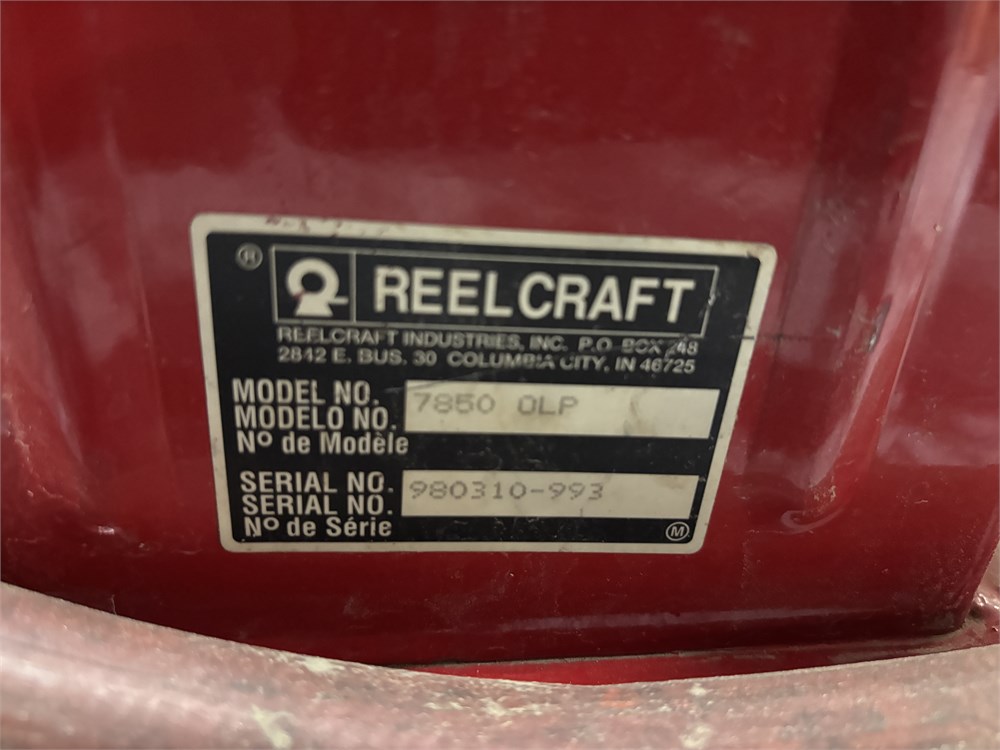 ® REELCRAFT
REELCRAFT INDUSTRIES, INC. P.O. BOX 248
2842 E. BUS. 30 COLUMBIA CITY, IN 46725
MODEL NO. 7850 OLP
MODELO NO.
Nº de Modèle
SERIAL NO. 980310-993
SERIAL NO.
Nº de Série
Ⓜ